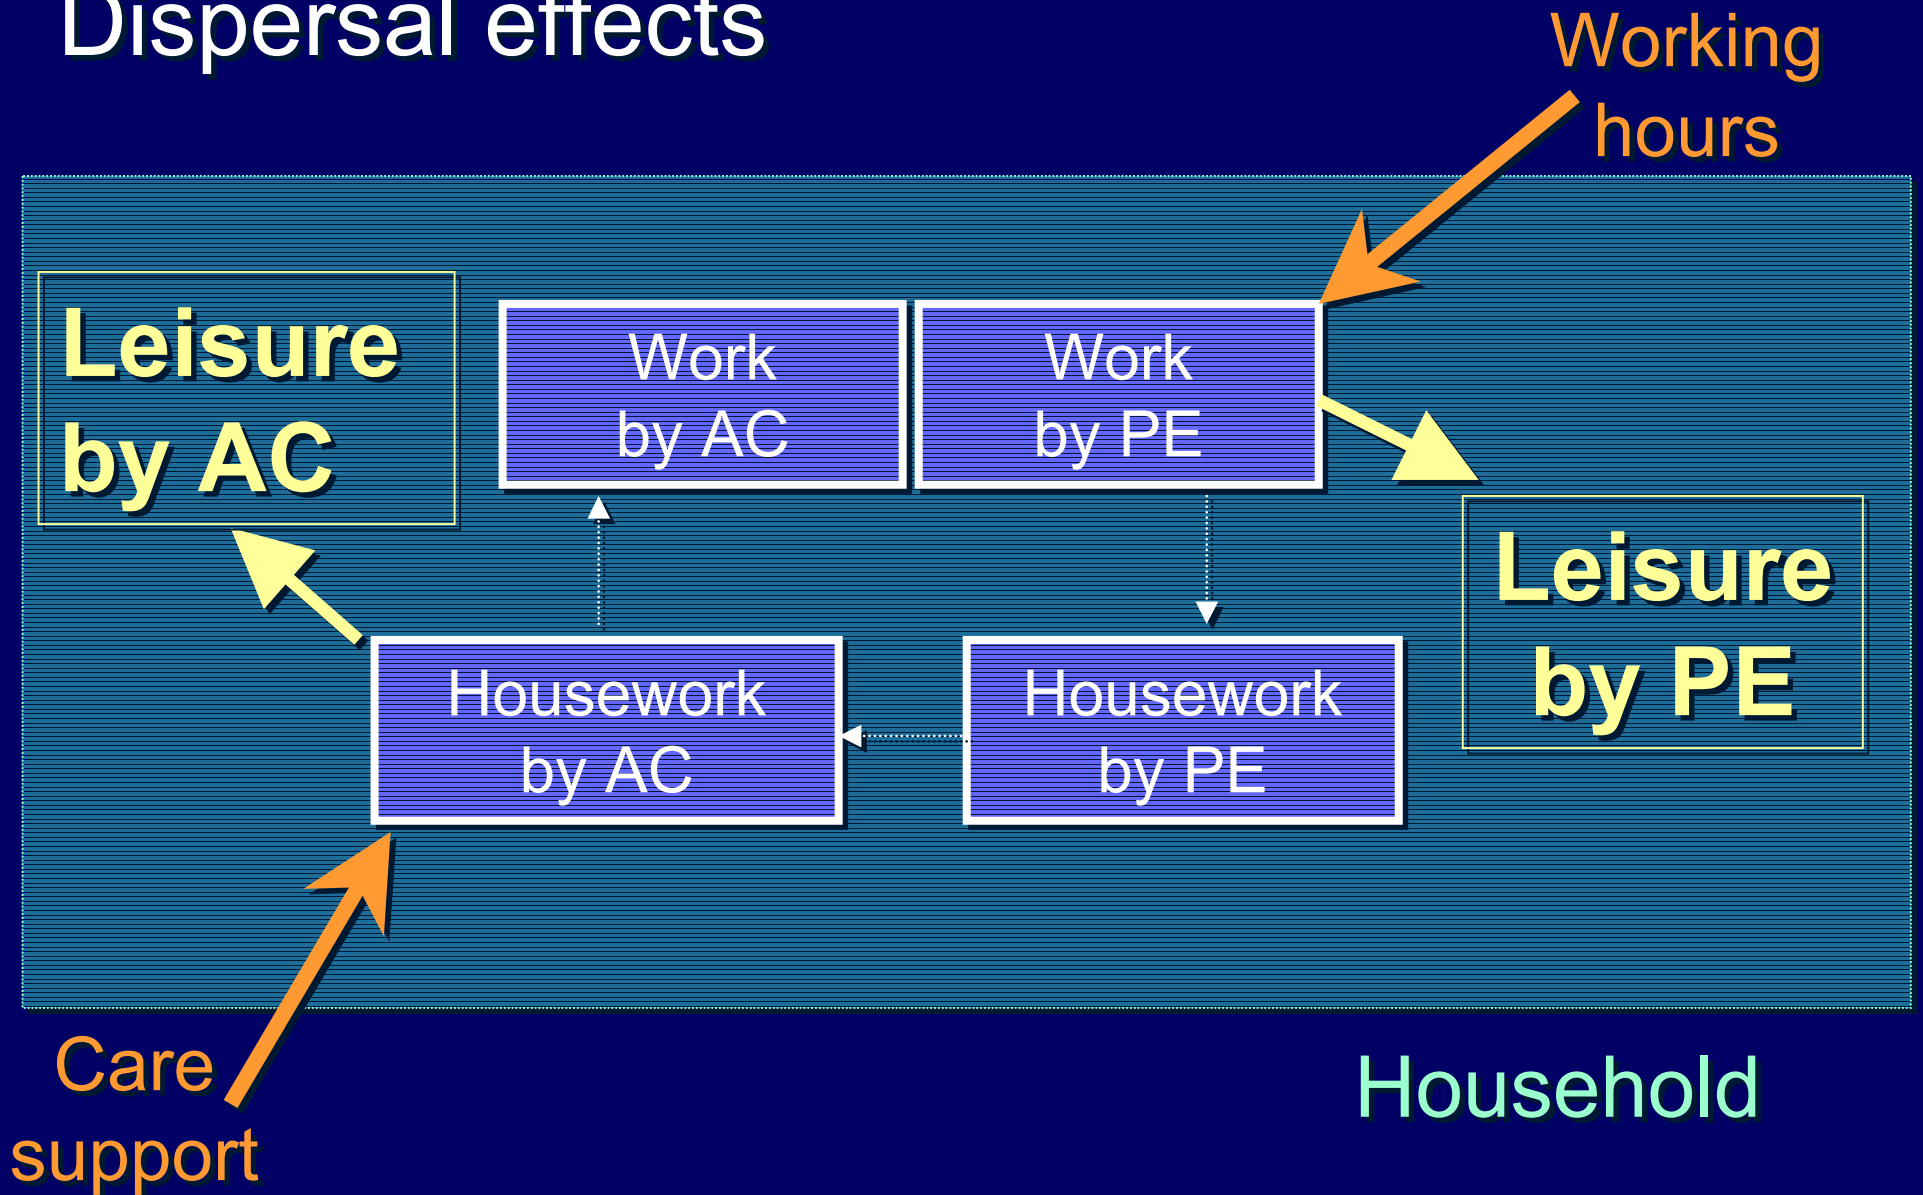 Dispersal effects
Working
hours
Leisure
by AC
Work
by AC
Work
by PE
Leisure
by PE
Housework
by AC
Housework
by PE
Care
support
Household